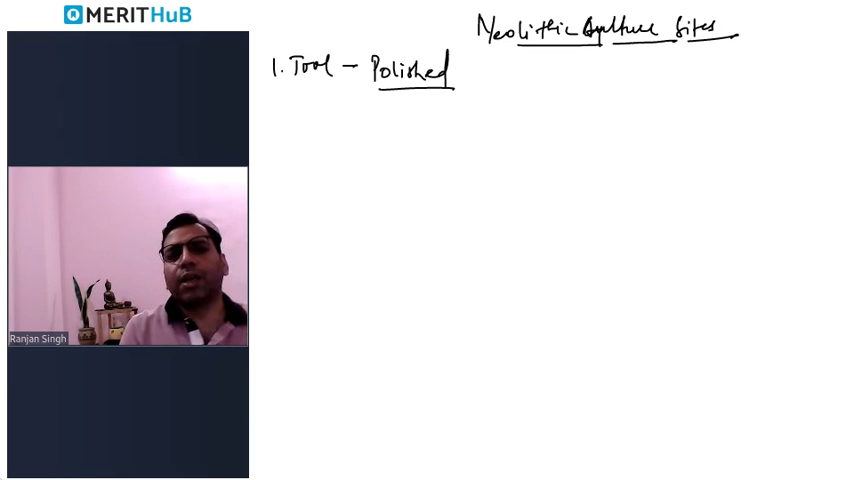 MERITHUB
Neolithic Culture Sites
1. Tool - Polished
Ranjan Singh